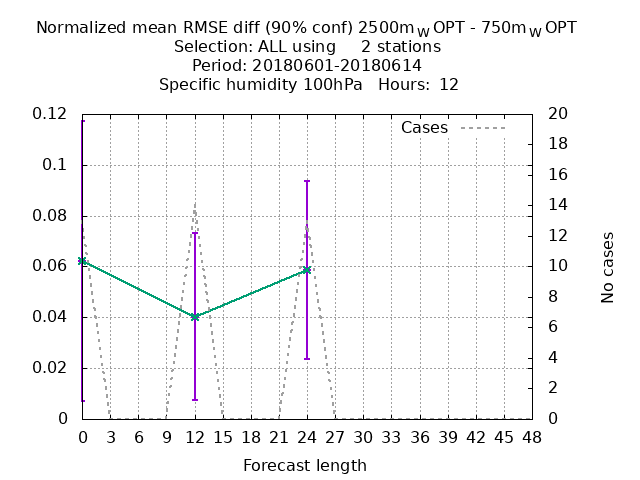 Normalized mean RMSE diff (90% conf) 2500m_W OPT - 750m_W OPT
Selection: ALL using     2 stations
Period: 20180601-20180614
Specific humidity 100hPa   Hours: 12
Cases
0.12
0.1
0.08
0.06
0.04
0.02
0
20
18
16
14
12
10
8
6
4
2
0
No cases
0 3 6 9 12 15 18 21 24 27 30 33 36 39 42 45 48
Forecast length